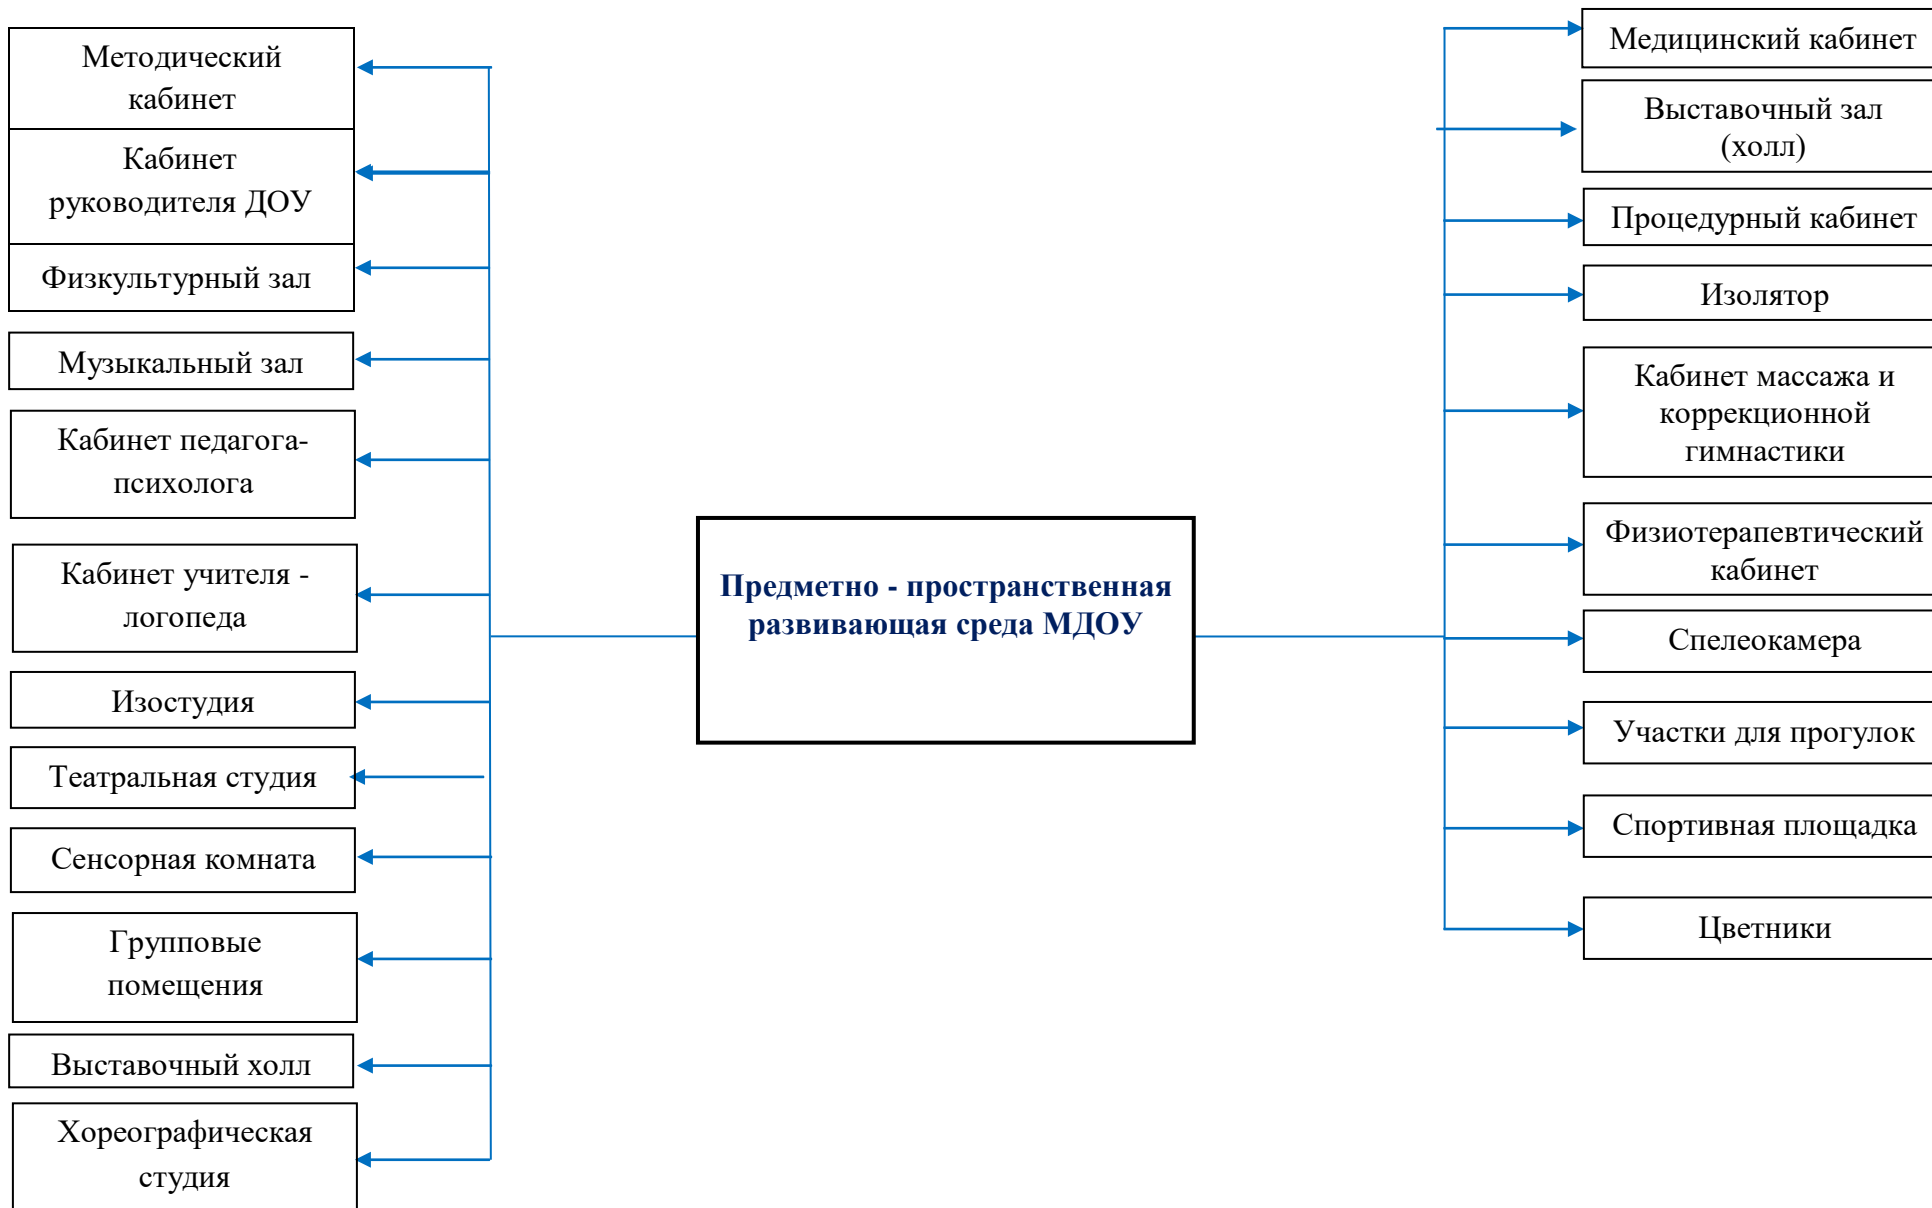 Методический
кабинет
Кабинет
руководителя ДОУ
Физкультурный зал
Музыкальный зал
Кабинет педагога-
психолога
Кабинет учителя -
логопеда
Изостудия
Театральная студия
Сенсорная комната
Групповые
помещения
Выставочный холл
Хореографическая
студия
Предметно - пространственная
развивающая среда МДОУ
Медицинский кабинет
Выставочный зал
(холл)
Процедурный кабинет
Изолятор
Кабинет массажа и
коррекционной
гимнастики
Физиотерапевтический
кабинет
Спелеокамера
Участки для прогулок
Спортивная площадка
Цветники